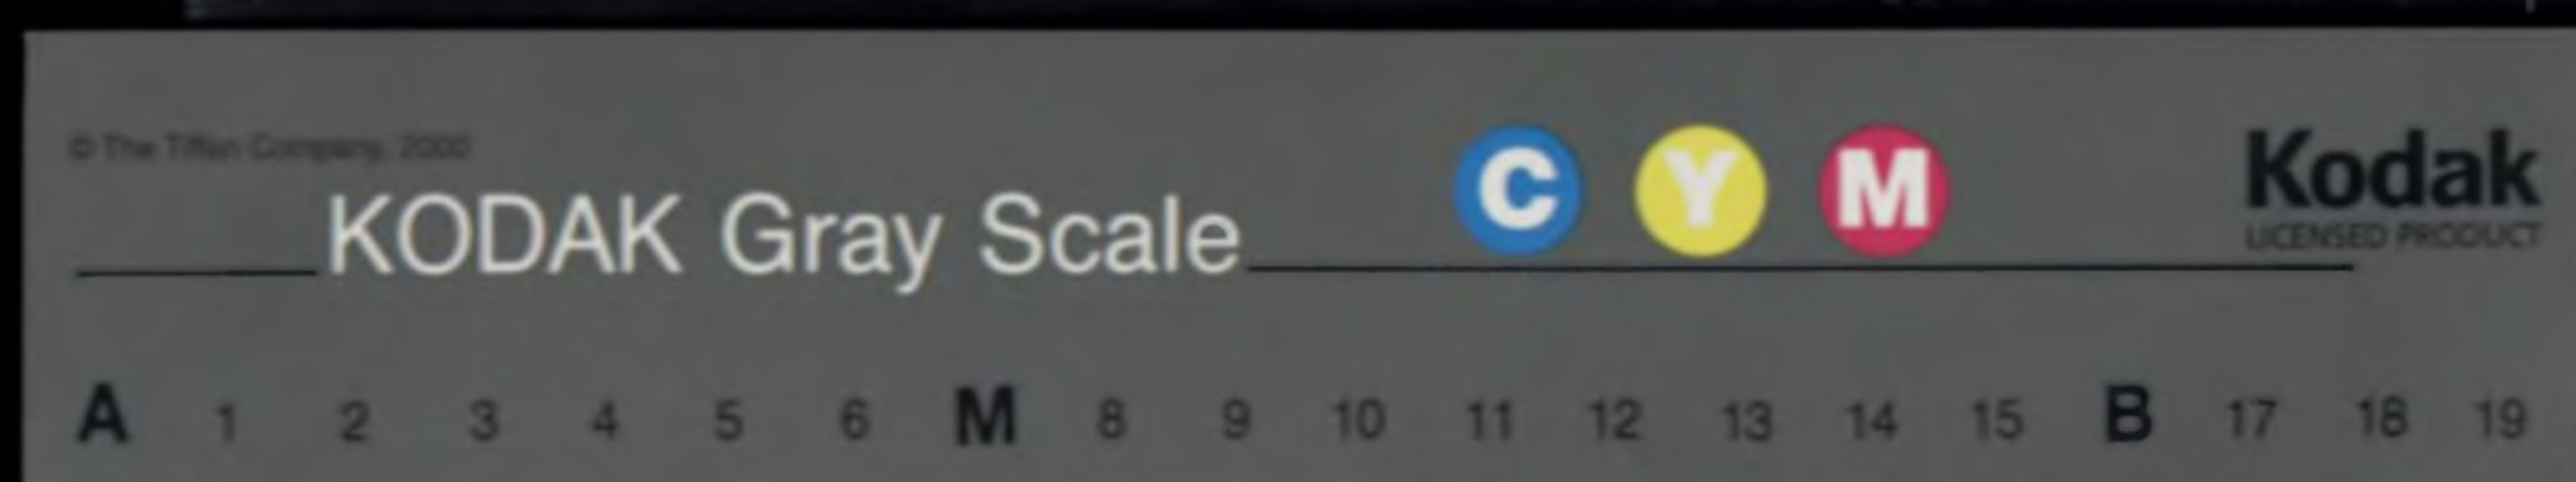 © The Tiffen Company, 2000
KODAK Gray Scale
C Y M
Kodak
LICENSED PRODUCT
A 1 2 3 4 5 6 M 8 9 10 11 12 13 14 15 B 17 18 19